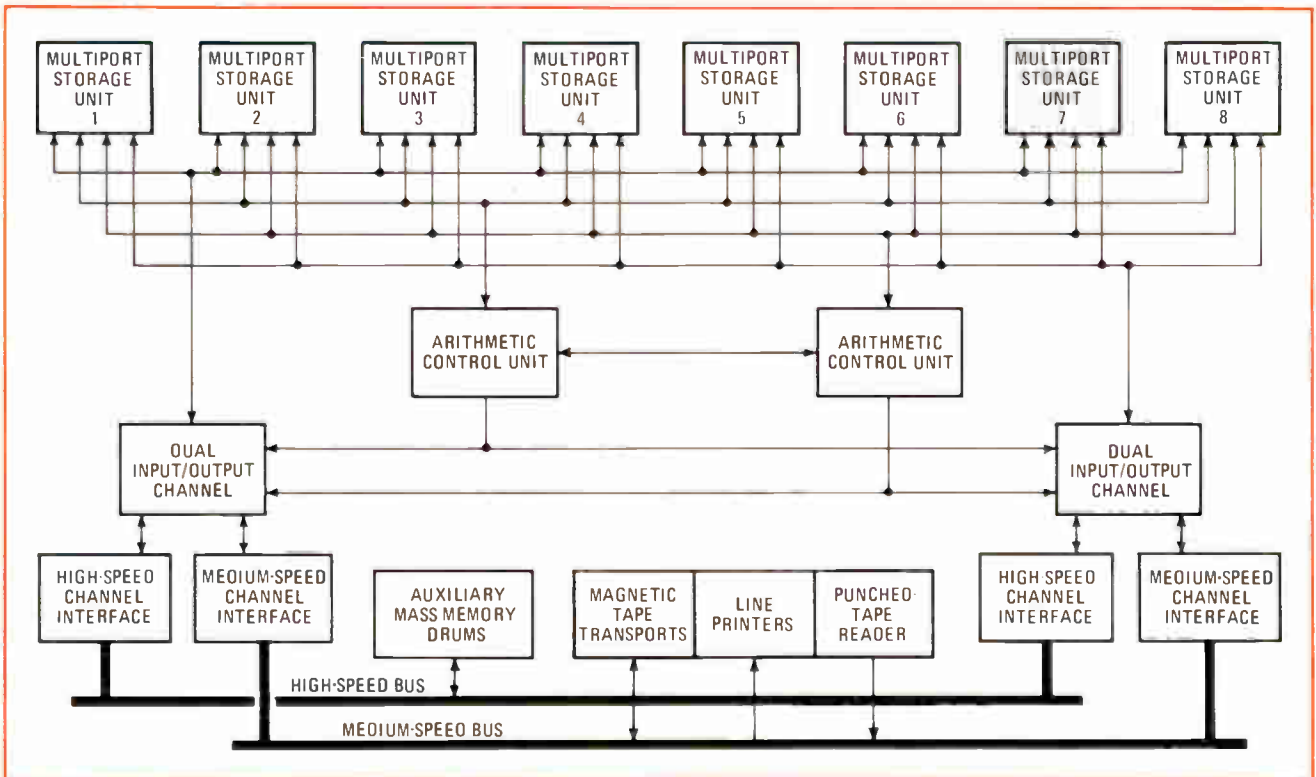 MULTIPORT
STORAGE
UNIT
1
MULTIPORT
STORAGE
UNIT
2
MULTIPORT
STORAGE
UNIT
3
MULTIPORT
STORAGE
UNIT
4
MULTIPORT
STORAGE
UNIT
5
MULTIPORT
STORAGE
UNIT
6
MULTIPORT
STORAGE
UNIT
7
MULTIPORT
STORAGE
UNIT
8
ARITHMETIC
CONTROL UNIT
ARITHMETIC
CONTROL UNIT
DUAL
INPUT/OUTPUT
CHANNEL
DUAL
INPUT/OUTPUT
CHANNEL
HIGH-SPEED
CHANNEL
INTERFACE
MEDIUM-SPEED
CHANNEL
INTERFACE
AUXILIARY
MASS MEMORY
DRUMS
MAGNETIC
TAPE
TRANSPORTS
LINE
PRINTERS
PUNCHED-
TAPE
READER
HIGH-SPEED
CHANNEL
INTERFACE
MEDIUM-SPEED
CHANNEL
INTERFACE
HIGH-SPEED BUS
MEDIUM-SPEED BUS